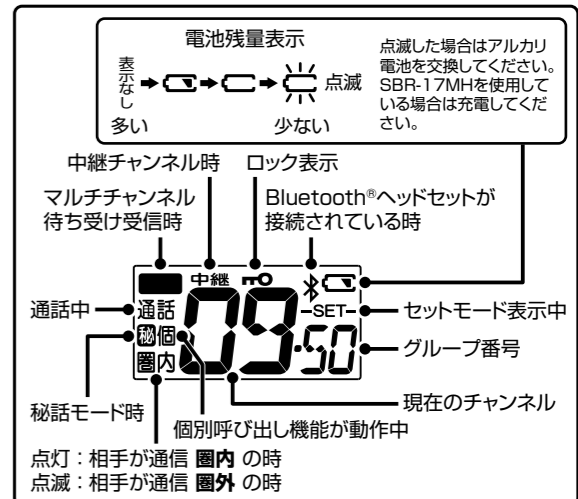 電池残量表示
表示なし
点滅
多い
少ない
点滅した場合はアルカリ
電池を交換してください。
SBR-17MHを使用して
いる場合は充電してくだ
さい。
中継チャンネル時
ロック表示
マルチチャンネル
待ち受け受信時
Bluetooth®ヘッドセットが
接続されている時
中継
通話中
通話
09
-SET-
セットモード表示中
秘個
50
グループ番号
圏内
秘話モード時
現在のチャンネル
個別呼び出し機能が動作中
点灯：相手が通信 圏内 の時
点滅：相手が通信 圏外 の時